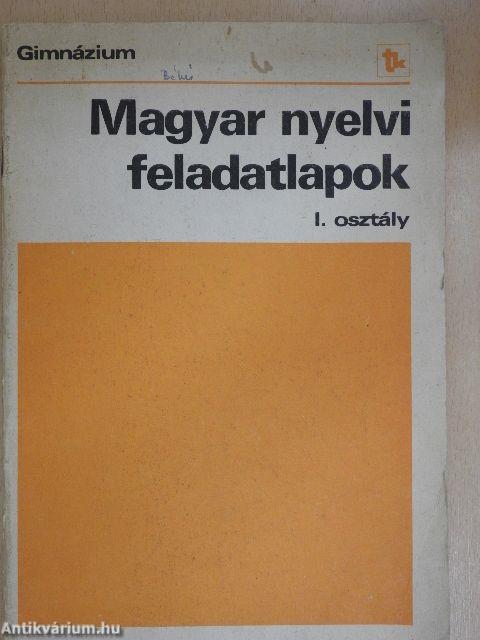 Gimnázium
tk
Magyar nyelvi
feladatlapok
I. osztály
Antikvárium.hu